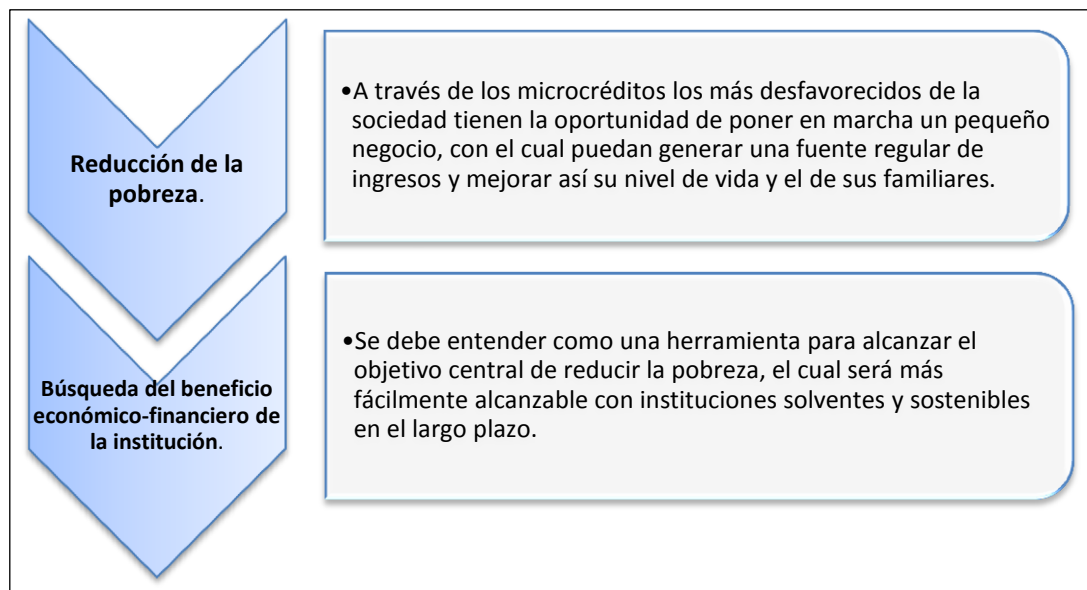 Reducción de la
pobreza.
•A través de los microcréditos los más desfavorecidos de la
sociedad tienen la oportunidad de poner en marcha un pequeño
negocio, con el cual puedan generar una fuente regular de
ingresos y mejorar así su nivel de vida y el de sus familiares.
Búsqueda del beneficio
económico-financiero de
la institución.
•Se debe entender como una herramienta para alcanzar el
objetivo central de reducir la pobreza, el cual será más
fácilmente alcanzable con instituciones solventes y sostenibles
en el largo plazo.